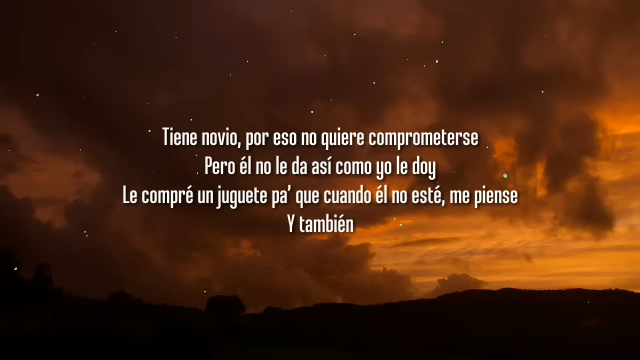 Tiene novio, por eso no quiere comprometerse
Pero él no le da así como yo le doy
Le compré un juguete pa' que cuando él no esté, me piense
Y también